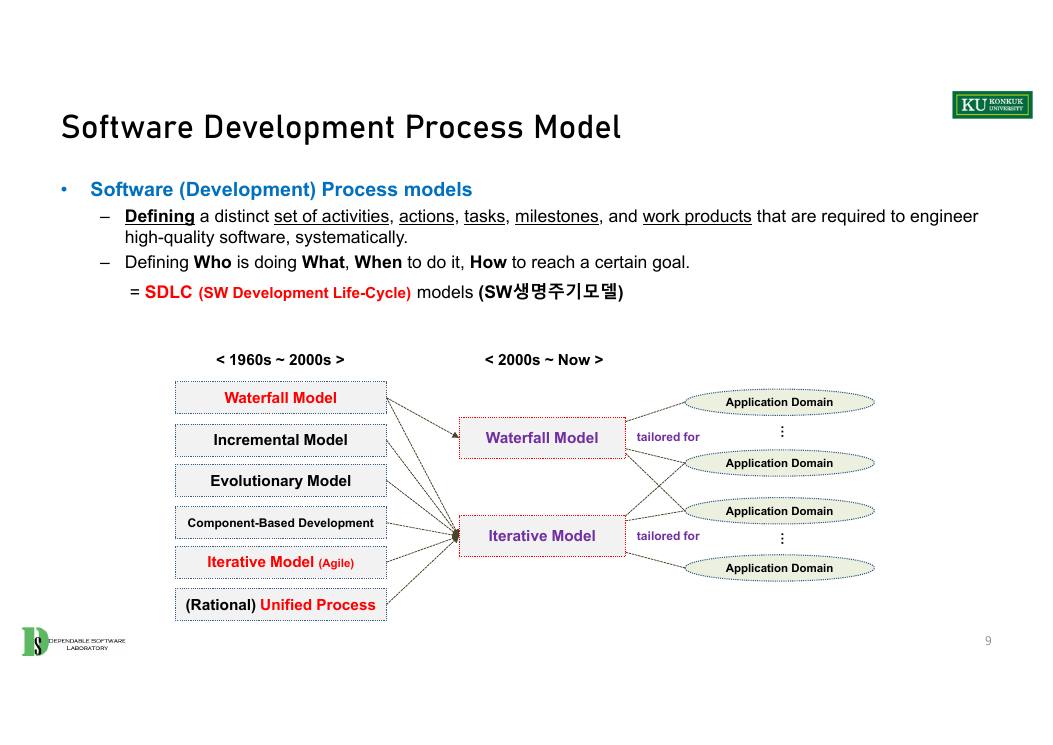 KU KONKUK
UNIVERSITY
Software Development Process Model
• Software (Development) Process models
– Defining a distinct set of activities, actions, tasks, milestones, and work products that are required to engineer
high-quality software, systematically.
– Defining Who is doing What, When to do it, How to reach a certain goal.
= SDLC (SW Development Life-Cycle) models (SW생명주기모델)
< 1960s ~ 2000s >
< 2000s ~ Now >
Waterfall Model
Incremental Model
Evolutionary Model
Component-Based Development
Iterative Model (Agile)
(Rational) Unified Process
Waterfall Model
Iterative Model
tailored for
tailored for
Application Domain
⋮
Application Domain
Application Domain
⋮
Application Domain
DS DEPENDABLE SOFTWARE
LABORATORY
9